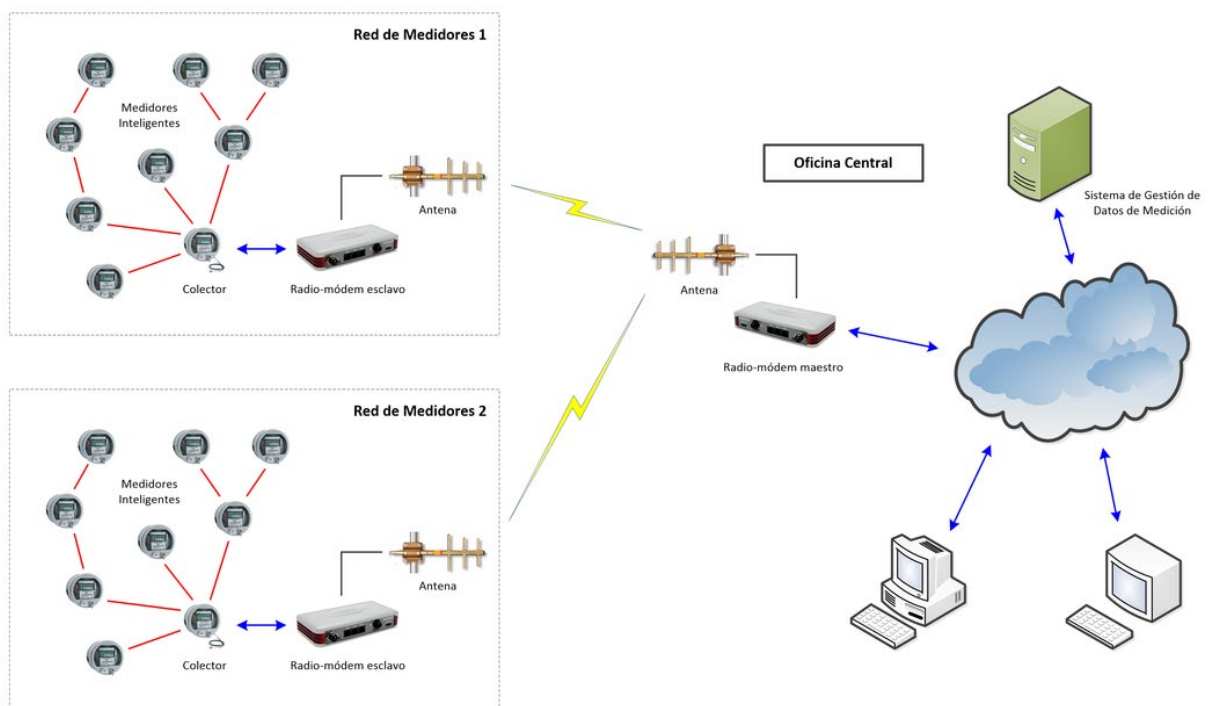 Red de Medidores 1
Medidores
Inteligentes
Antena
Colector
Radio-módem esclavo
Oficina Central
Sistema de Gestión de
Datos de Medición
Antena
Radio-módem maestro
Red de Medidores 2
Medidores
Inteligentes
Antena
Colector
Radio-módem esclavo